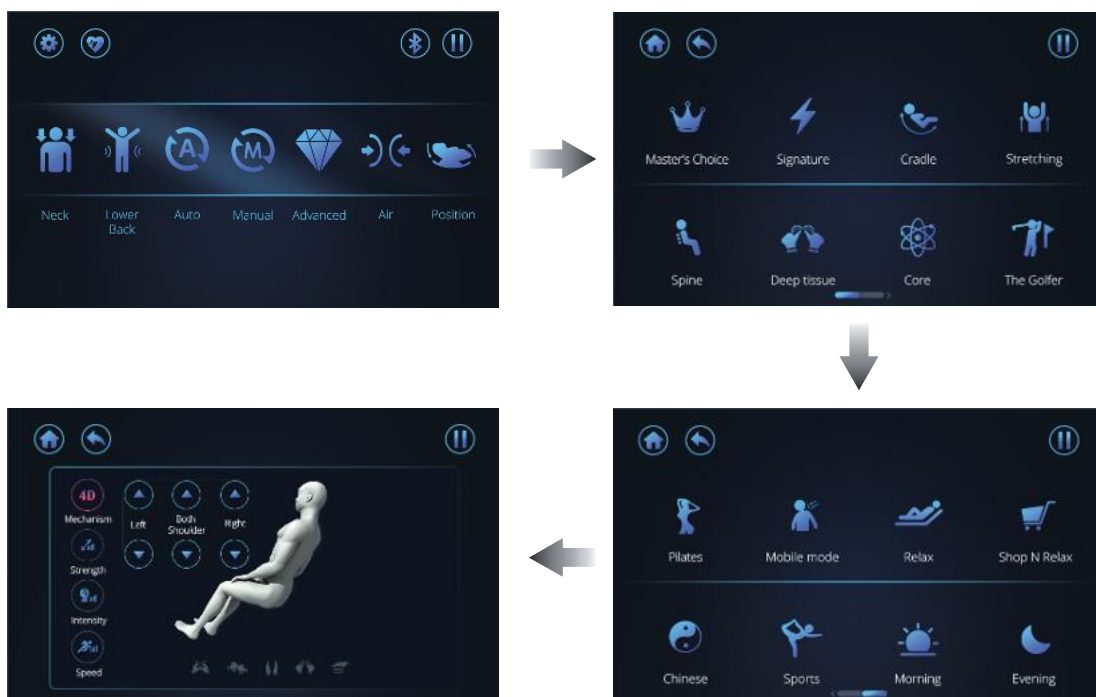 Neck
Lower
Back
Auto
A
Manual
M
Advanced
Air
Position
Master's Choice
Signature
Cradle
Stretching
Spine
Deep tissue
Core
The Golfer
4D
Mechanism
Strength
Intensity
Speed
Left
Both
Shoulder
Right
Pilates
Mobile mode
Relax
Shop N Relax
Chinese
Sports
Morning
Evening